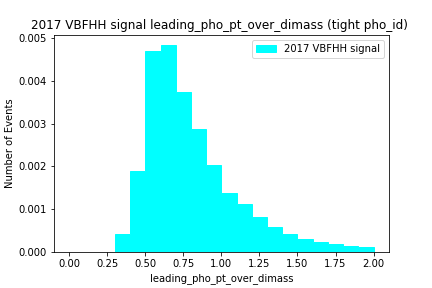 2017 VBFHH signal leading_pho_pt_over_dimass (tight pho_id)
2017 VBFHH signal
Number of Events
0.005
0.004
0.003
0.002
0.001
0.000
0.00 0.25 0.50 0.75 1.00 1.25 1.50 1.75 2.00
leading_pho_pt_over_dimass